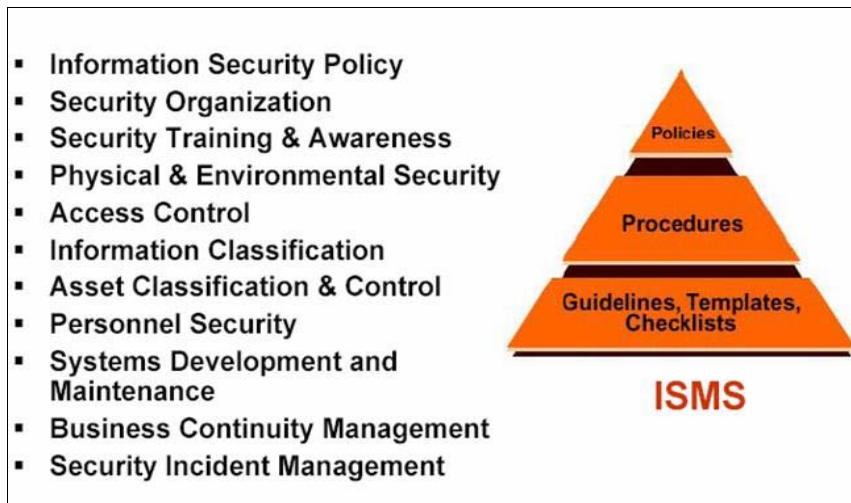 ▪ Information Security Policy
▪ Security Organization
▪ Security Training & Awareness
▪ Physical & Environmental Security
▪ Access Control
▪ Information Classification
▪ Asset Classification & Control
▪ Personnel Security
▪ Systems Development and
Maintenance
▪ Business Continuity Management
▪ Security Incident Management
Policies
Procedures
Guidelines, Templates,
Checklists
ISMS